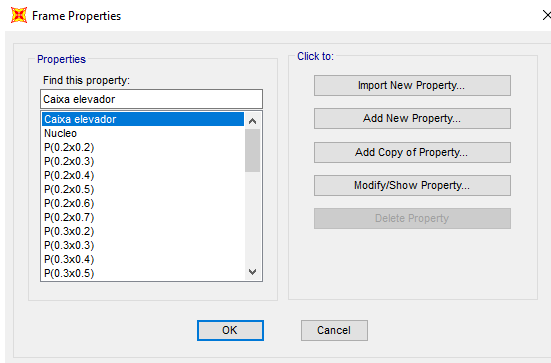 Frame Properties
Properties
Find this property:
Caixa elevador
Caixa elevador
Nucleo
P(0.2x0.2)
P(0.2x0.3)
P(0.2x0.4)
P(0.2x0.5)
P(0.2x0.6)
P(0.2x0.7)
P(0.3x0.2)
P(0.3x0.3)
P(0.3x0.4)
P(0.3x0.5)
Click to:
Import New Property...
Add New Property...
Add Copy of Property...
Modify/Show Property...
Delete Property
OK
Cancel